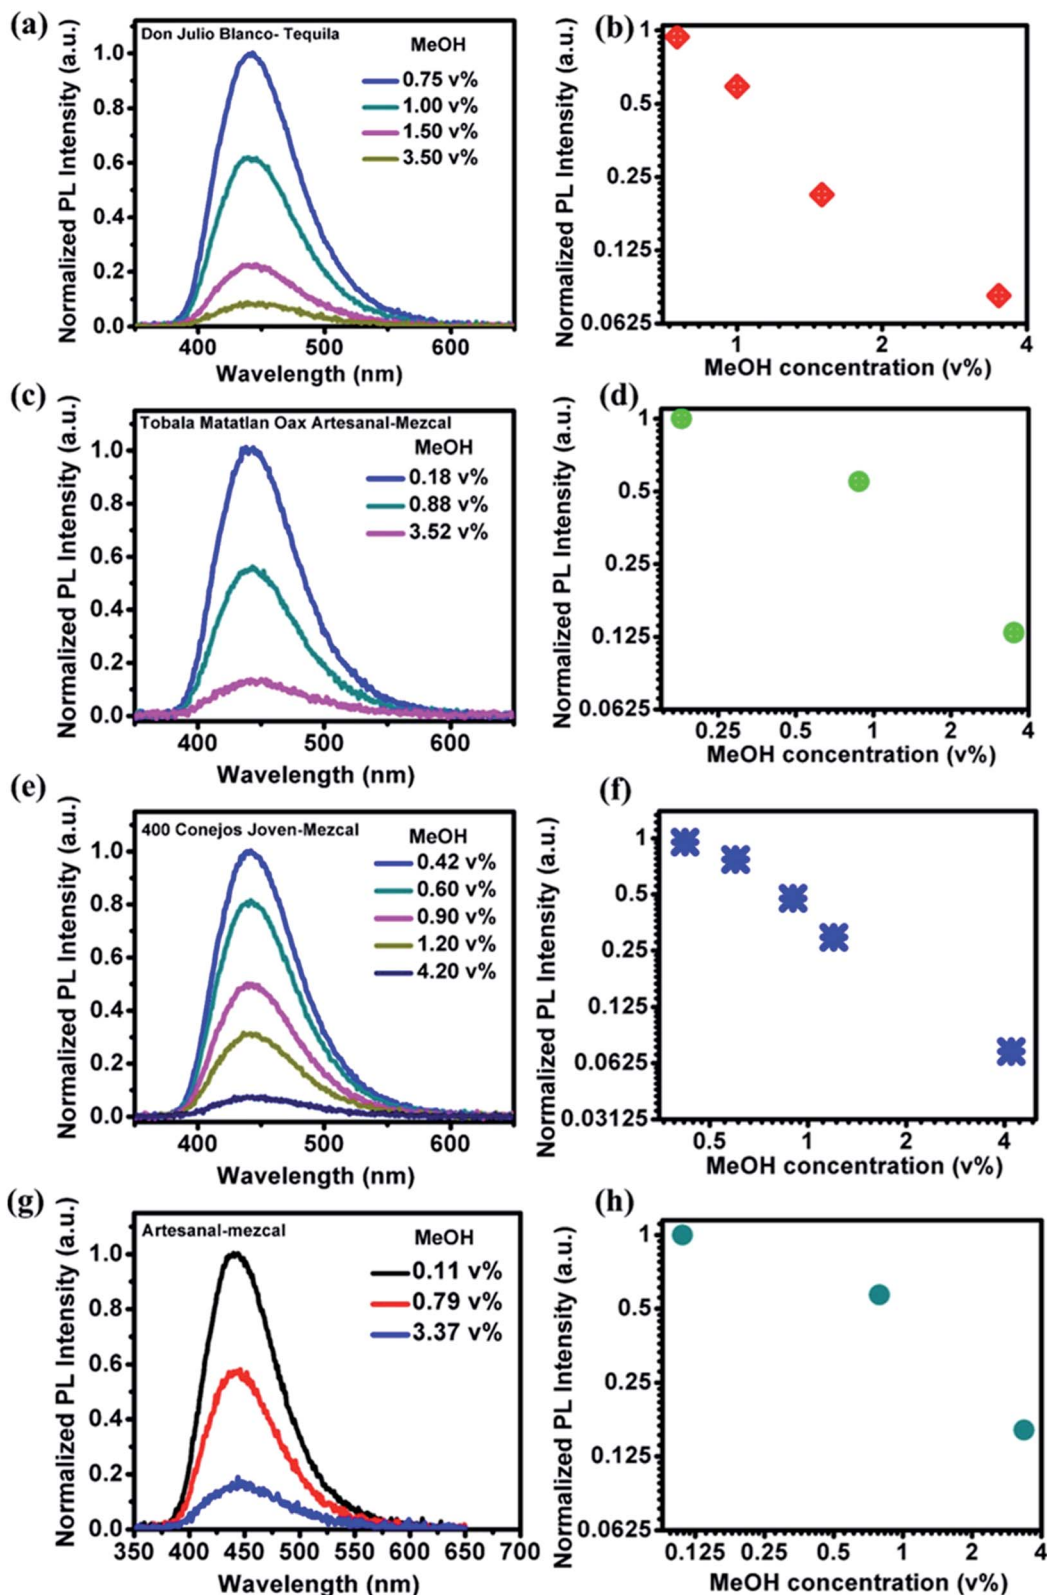 (a)
Don Julio Blanco- Tequila
MeOH
0.75 v%
1.00 v%
1.50 v%
3.50 v%
1.0
0.8
0.6
0.4
0.2
0.0
400 450 500 550 600
Normalized PL Intensity (a.u.)
Wavelength (nm)
(b)
1
0.5
0.25
0.125
0.0625
1 2 4
Normalized PL Intensity (a.u.)
MeOH concentration (v%)
(c)
Tobala Matatlan Oax Artesanal-Mezcal
MeOH
0.18 v%
0.88 v%
3.52 v%
1.0
0.8
0.6
0.4
0.2
0.0
400 500 600
Normalized PL Intensity (a.u.)
Wavelength (nm)
(d)
1
0.5
0.25
0.125
0.0625
0.25 0.5 1 2 4
Normalized PL Intensity (a.u.)
MeOH concentration (v%)
(e)
400 Conejos Joven-Mezcal
MeOH
0.42 v%
0.60 v%
0.90 v%
1.20 v%
4.20 v%
1.0
0.8
0.6
0.4
0.2
0.0
400 500 600
Normalized PL Intensity (a.u.)
Wavelength (nm)
(f)
1
0.5
0.25
0.125
0.0625
0.03125
0.5 1 2 4
Normalized PL Intensity (a.u.)
MeOH concentration (v%)
(g)
Artesanal-mezcal
MeOH
0.11 v%
0.79 v%
3.37 v%
1.0
0.8
0.6
0.4
0.2
0.0
350 400 450 500 550 600 650 700
Normalized PL Intensity (a.u.)
Wavelength (nm)
(h)
1
0.5
0.25
0.125
0.0625
0.125 0.25 0.5 1 2 4
Normalized PL Intensity (a.u.)
MeOH concentration (v%)